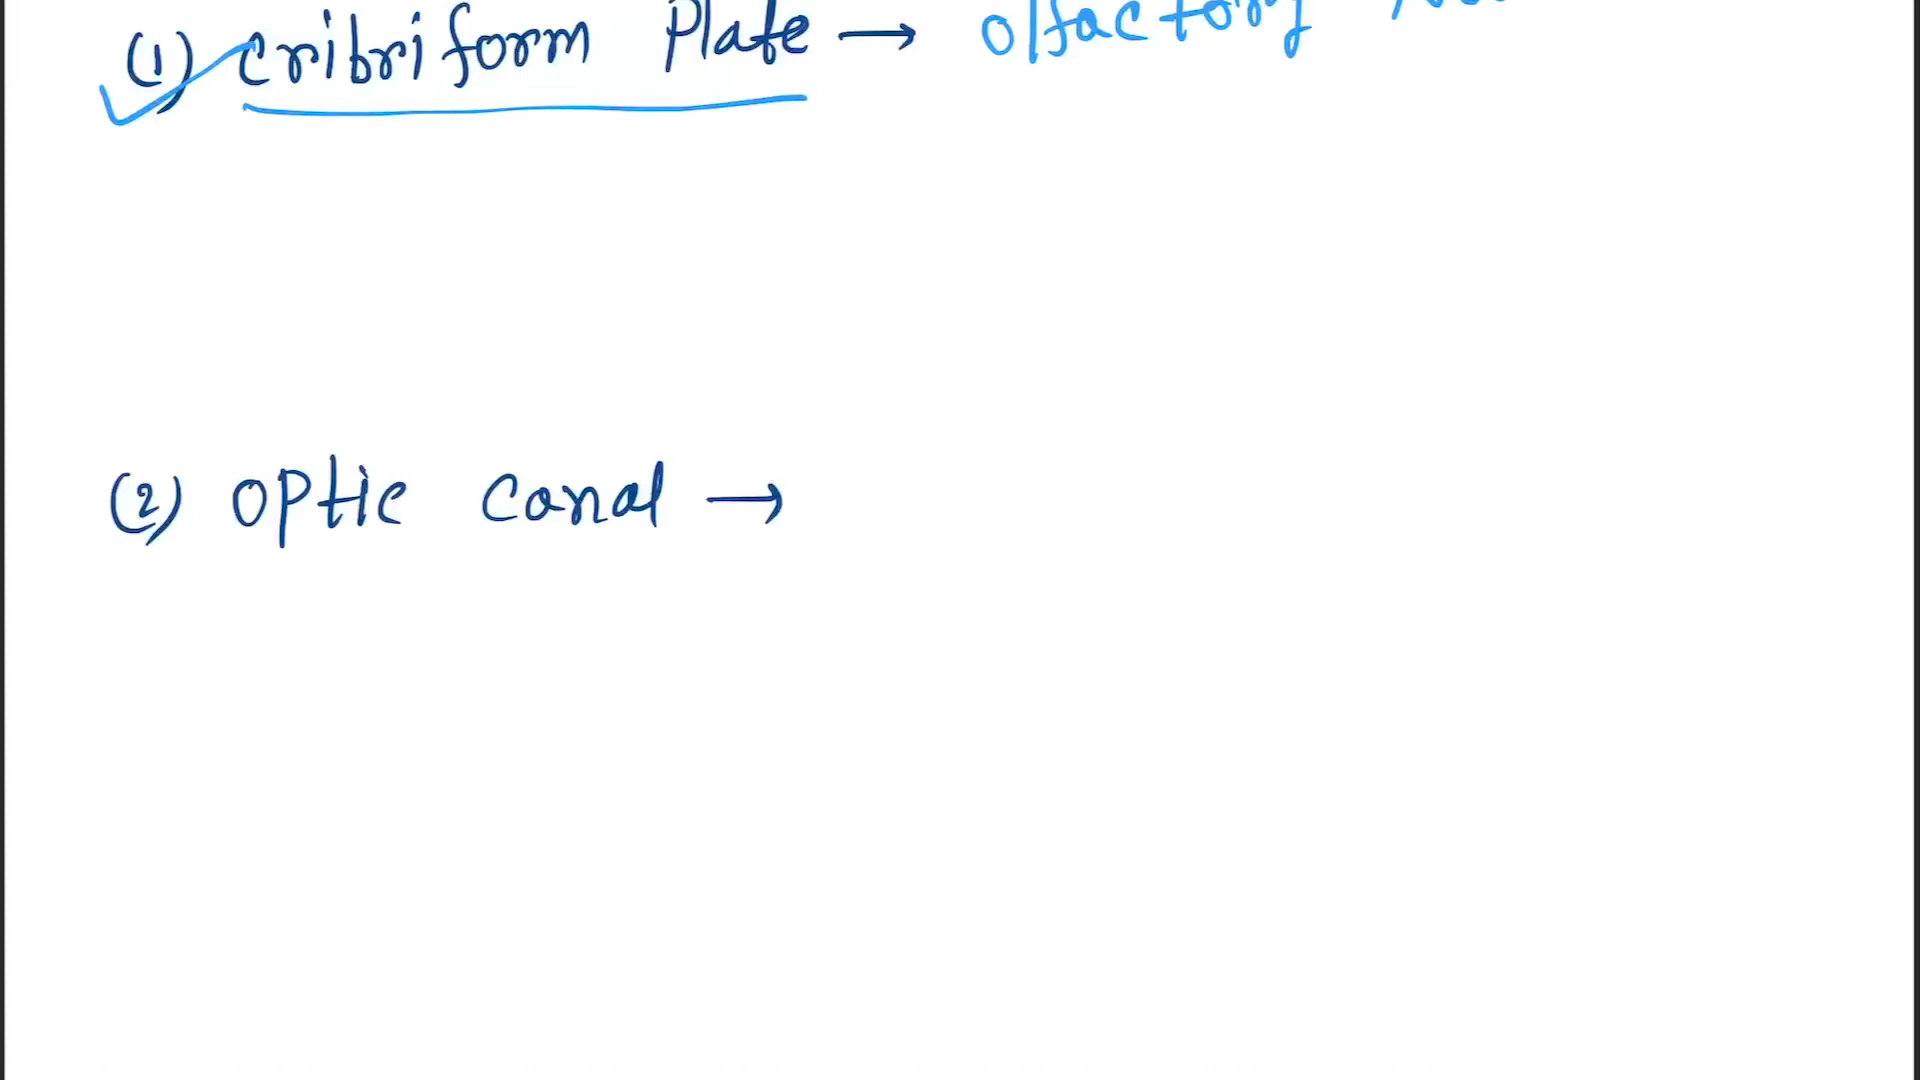 (1) cribriform Plate → olfactory
(2) optic canal →